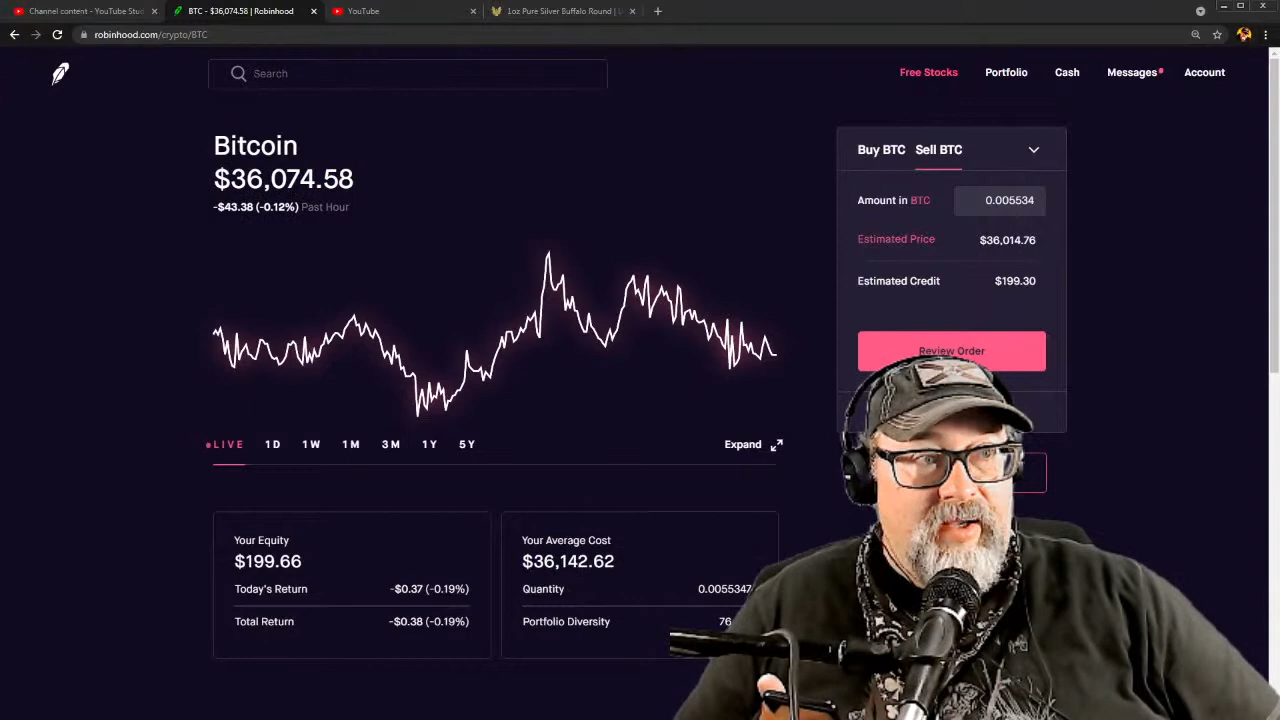 Channel content - YouTube Stud
BTC - $36,074.58 | Robinhood
YouTube
1oz Pure Silver Buffalo Round |
robinhood.com/crypto/BTC
Search
Free Stocks
Portfolio
Cash
Messages
Account
Bitcoin
$36,074.58
-$43.38 (-0.12%) Past Hour
Buy BTC Sell BTC
Amount in BTC 0.005534
Estimated Price $36,014.76
Estimated Credit $199.30
Review Order
LIVE 1D 1W 1M 3M 1Y 5Y
Expand
Your Equity
$199.66
Today's Return -$0.37 (-0.19%)
Total Return -$0.38 (-0.19%)
Your Average Cost
$36,142.62
Quantity 0.0055347
Portfolio Diversity 76